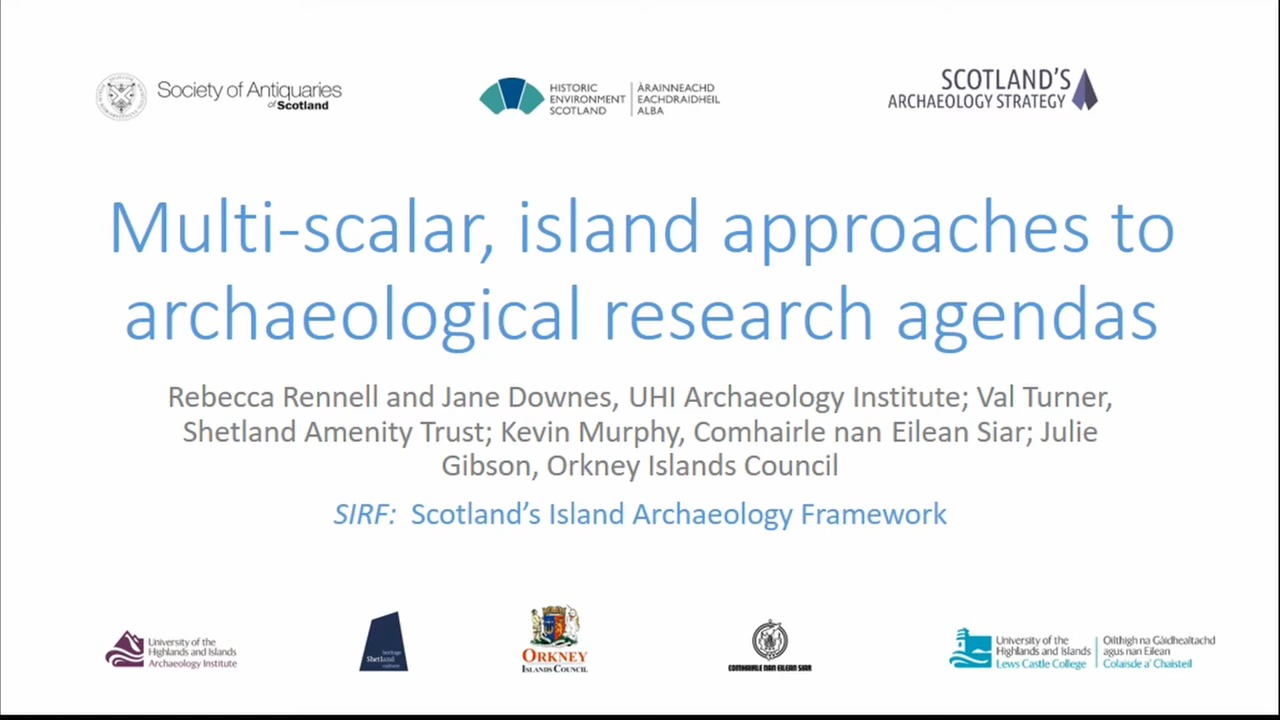 Society of Antiquaries
of Scotland
HISTORIC
ENVIRONMENT
SCOTLAND
ÀRAINNEACHD
EACHDRAIDHEIL
ALBA
SCOTLAND'S
ARCHAEOLOGY STRATEGY
Multi-scalar, island approaches to
archaeological research agendas
Rebecca Rennell and Jane Downes, UHI Archaeology Institute; Val Turner,
Shetland Amenity Trust; Kevin Murphy, Comhairle nan Eilean Siar; Julie
Gibson, Orkney Islands Council
SIRF: Scotland's Island Archaeology Framework
University of the
Highlands and Islands
Archaeology Institute
heritage
Shetland
culture
ORKNEY
ISLANDS COUNCIL
COMHAIRLE NAN EILEAN SIAR
University of the
Highlands and Islands
Lews Castle College
Oilthigh na Gàidhealtachd
agus nan Eilean
Colaisde a' Chaisteil